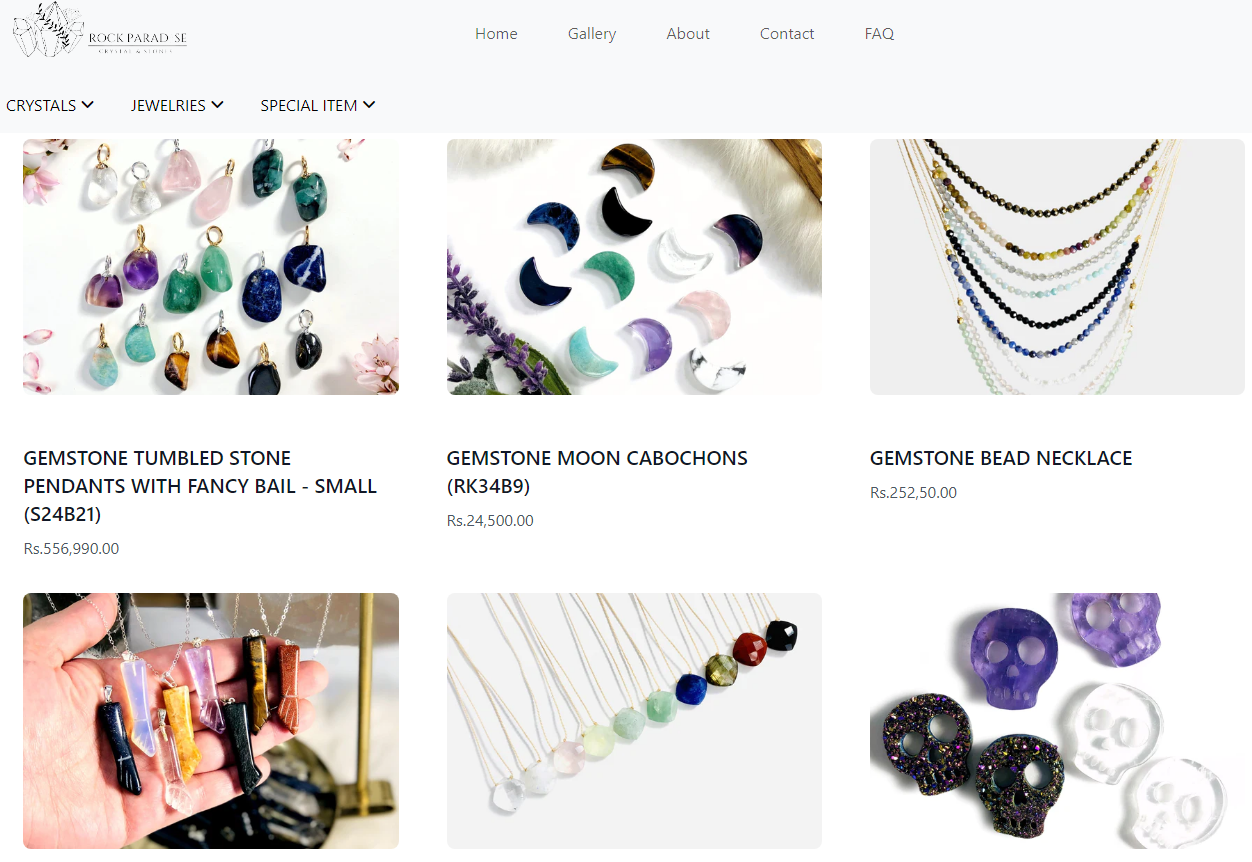 ROCK PARAD SE
CRYSTAL & STONES
Home Gallery About Contact FAQ
CRYSTALS JEWELRIES SPECIAL ITEM
GEMSTONE TUMBLED STONE
PENDANTS WITH FANCY BAIL - SMALL
(S24B21)
Rs.556,990.00
GEMSTONE MOON CABOCHONS
(RK34B9)
Rs.24,500.00
GEMSTONE BEAD NECKLACE
Rs.252,50.00